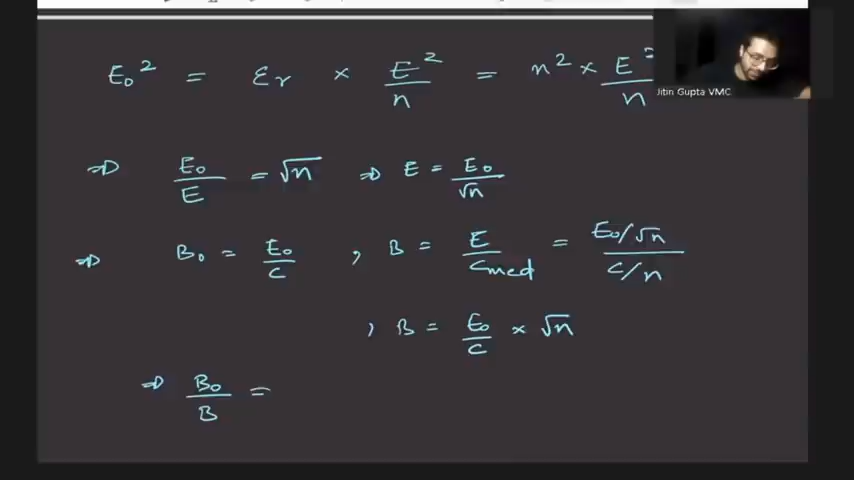 E₀² = εr × E²/n = n² × E²/n
⇒ E₀/E = √n ⇒ E = E₀/√n
⇒ B₀ = E₀/c , B = E/cmed = E₀/√n / c/n
, B = E₀/c × √n
⇒ B₀/B =
Jitin Gupta VMC